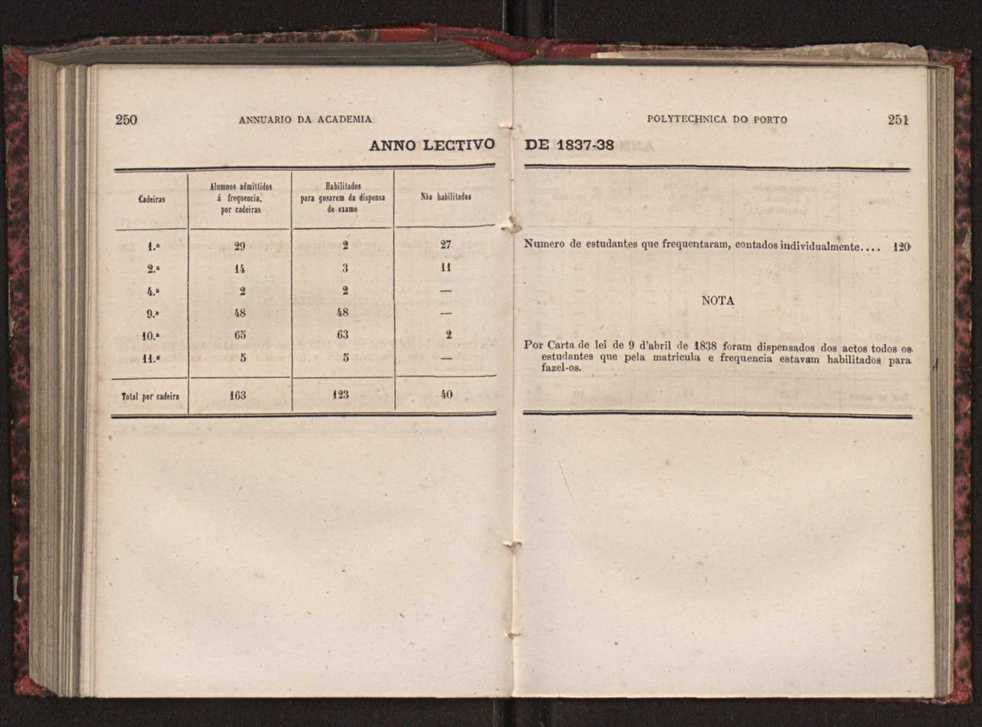 250 ANNUARIO DA ACADEMIA
ANNO LECTIVO
Cadeiras | Alumnos admittidos á frequencia, por cadeiras | Habilitados para gosarem da dispensa de exame | Não habilitados
1.ª 29 2 27
2.ª 14 3 11
4.ª 2 2 —
9.ª 48 48 —
10.ª 65 63 2
11.ª 5 5 —
Total por cadeira 163 123 40
POLYTECHNICA DO PORTO 251
DE 1837-38
Numero de estudantes que frequentaram, contados individualmente.... 120
NOTA
Por Carta de lei de 9 d'abril de 1838 foram dispensados dos actos todos os
estudantes que pela matricula e frequencia estavam habilitados para
fazel-os.